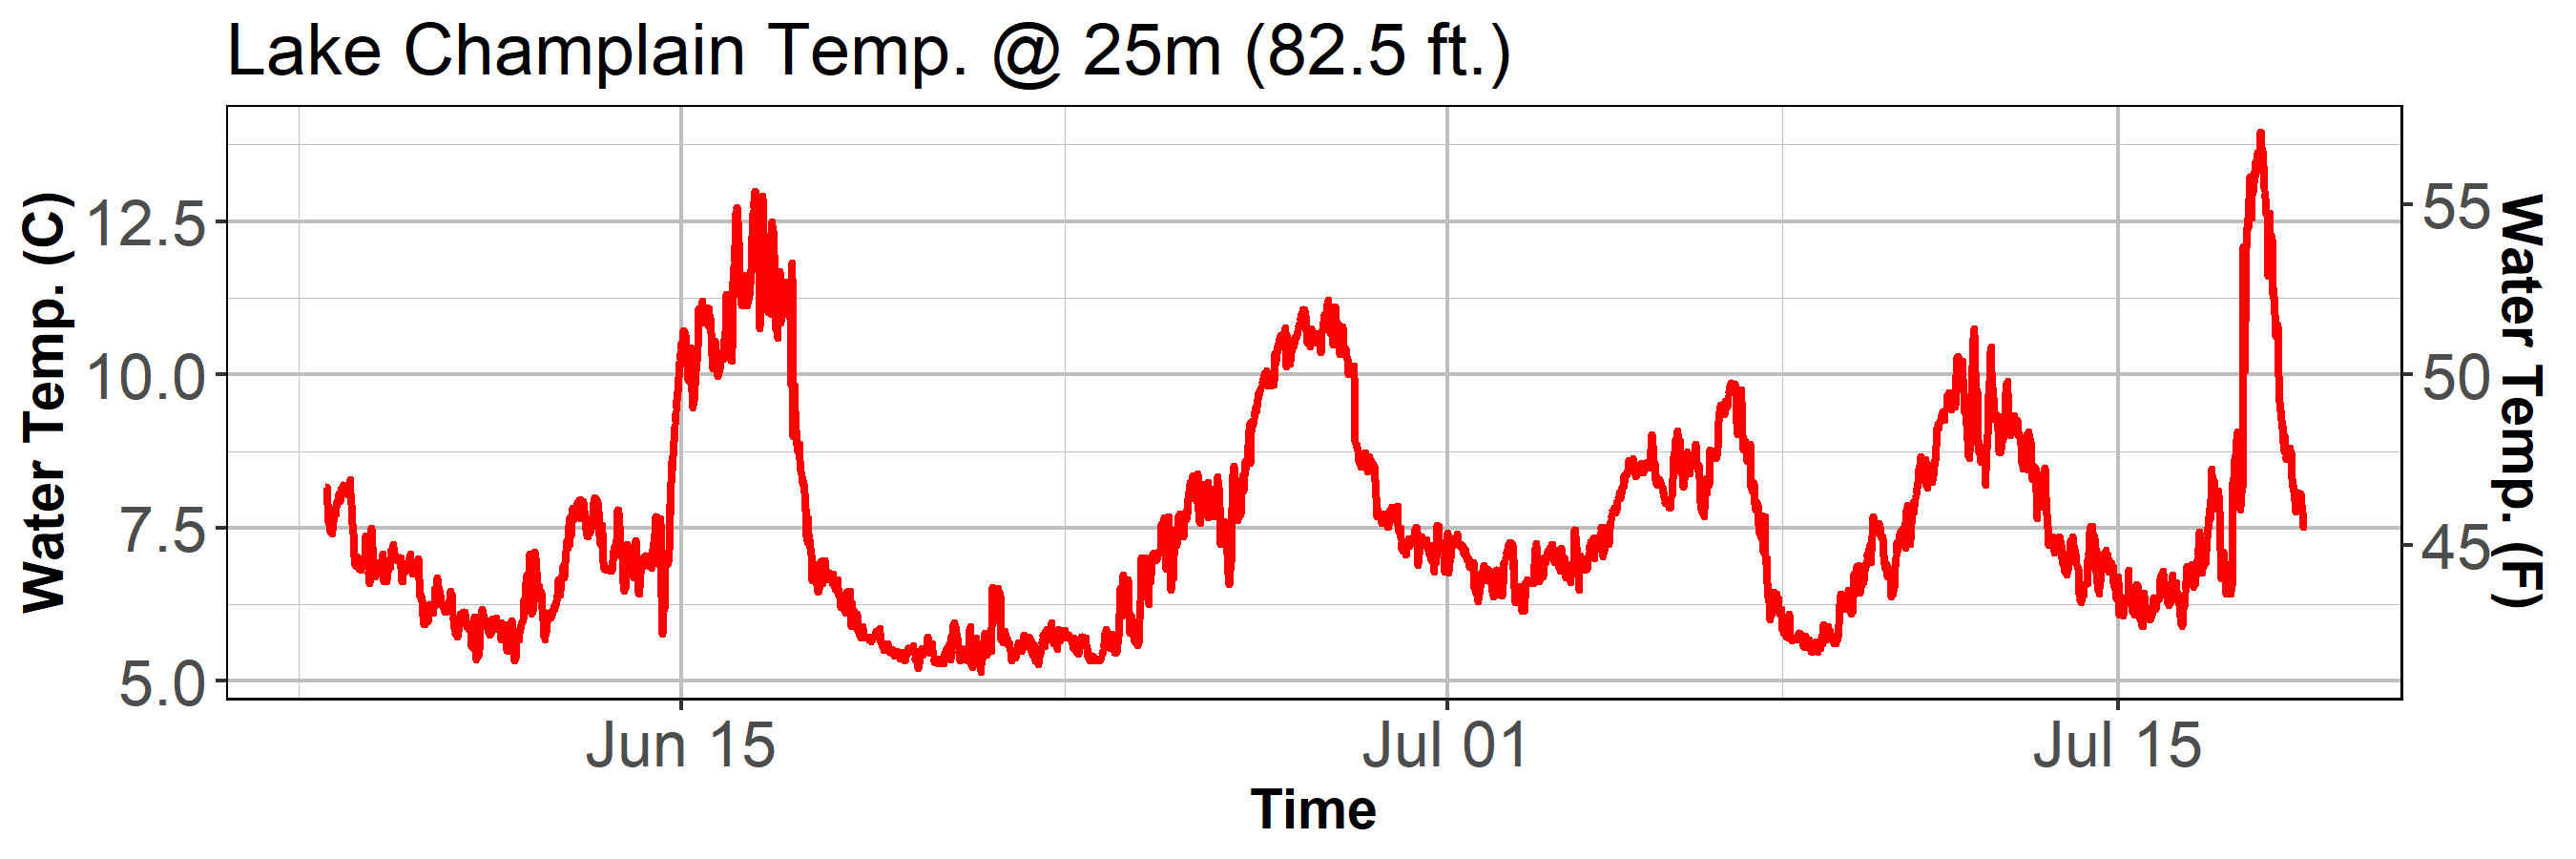 Lake Champlain Temp. @ 25m (82.5 ft.)
Water Temp. (C)
12.5
10.0
7.5
5.0
55
50
45
Water Temp. (F)
Jun 15
Jul 01
Jul 15
Time